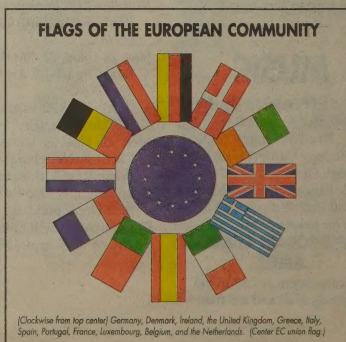 FLAGS OF THE EUROPEAN COMMUNITY
(Clockwise from top center) Germany, Denmark, Ireland, the United Kingdom, Greece, Italy,
Spain, Portugal, France, Luxembourg, Belgium, and the Netherlands. (Center EC union flag.)